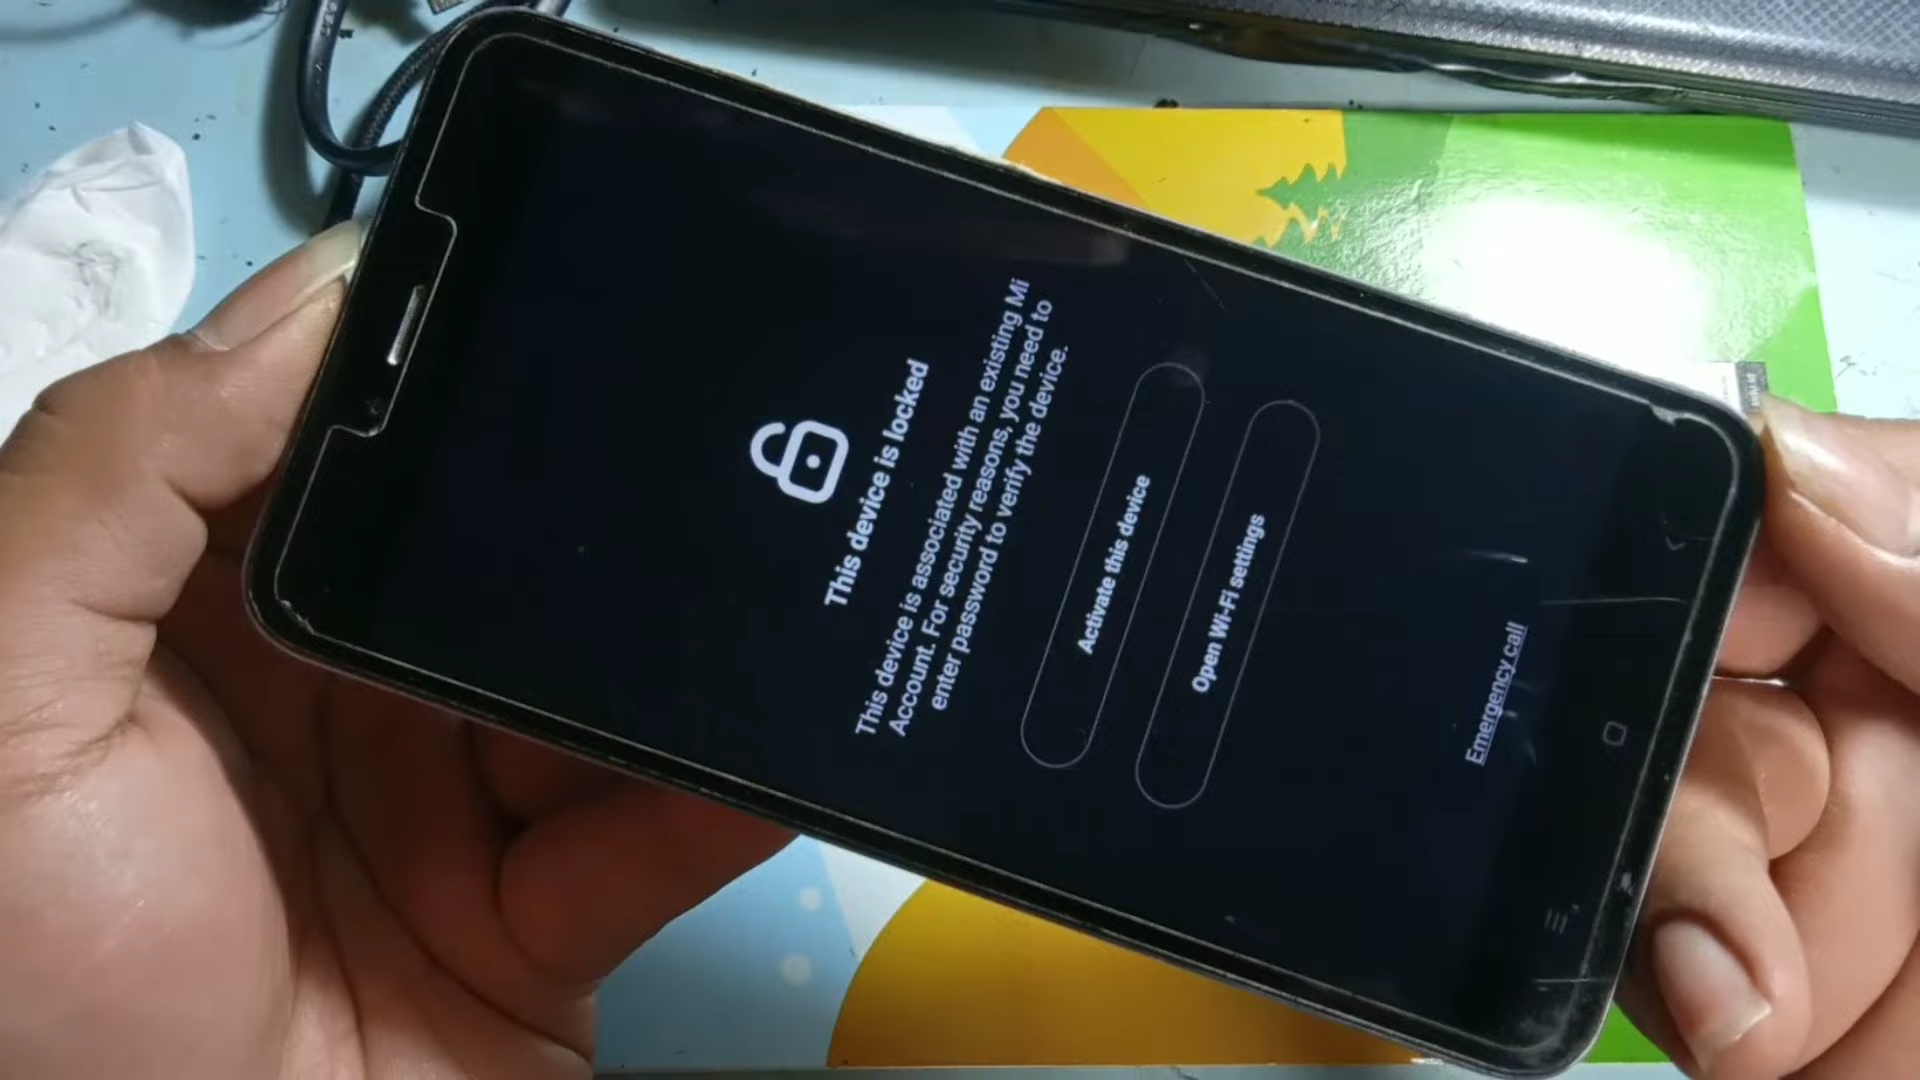 This device is locked
This device is associated with an existing Mi
Account. For security reasons, you need to
enter password to verify the device.
Activate this device
Open Wi-Fi settings
Emergency call